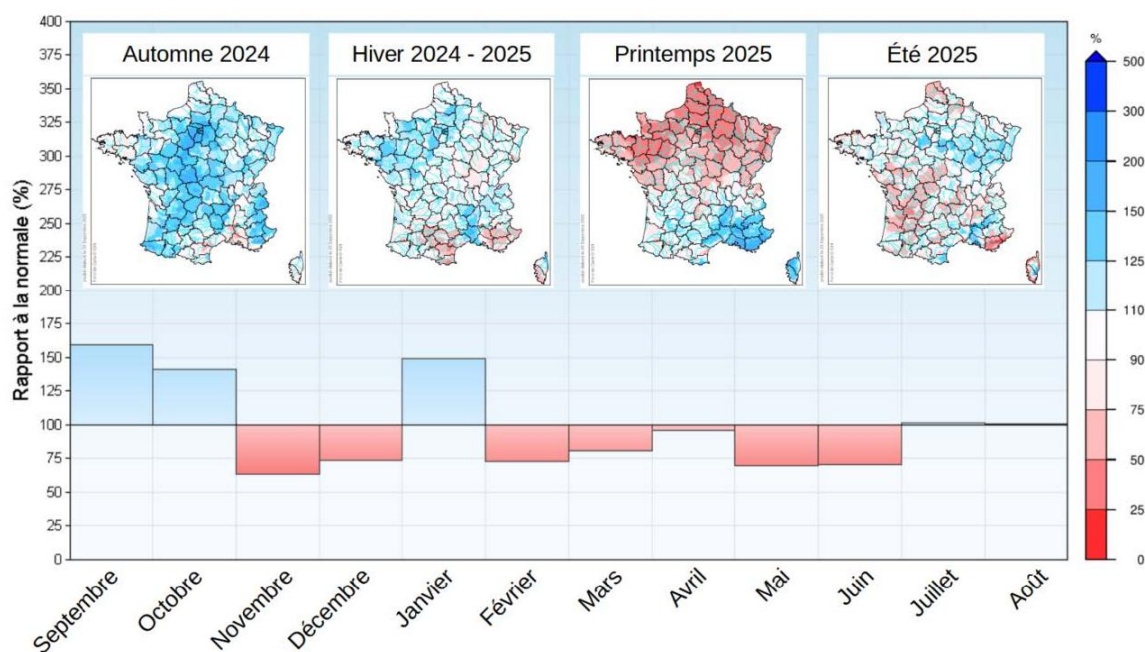 Automne 2024
Hiver 2024 - 2025
Printemps 2025
Été 2025
%
Rapport à la normale (%)
400
375
350
325
300
275
250
225
200
175
150
125
100
75
50
25
0
500
300
200
150
125
110
90
75
50
25
0
Septembre
Octobre
Novembre
Décembre
Janvier
Février
Mars
Avril
Mai
Juin
Juillet
Août